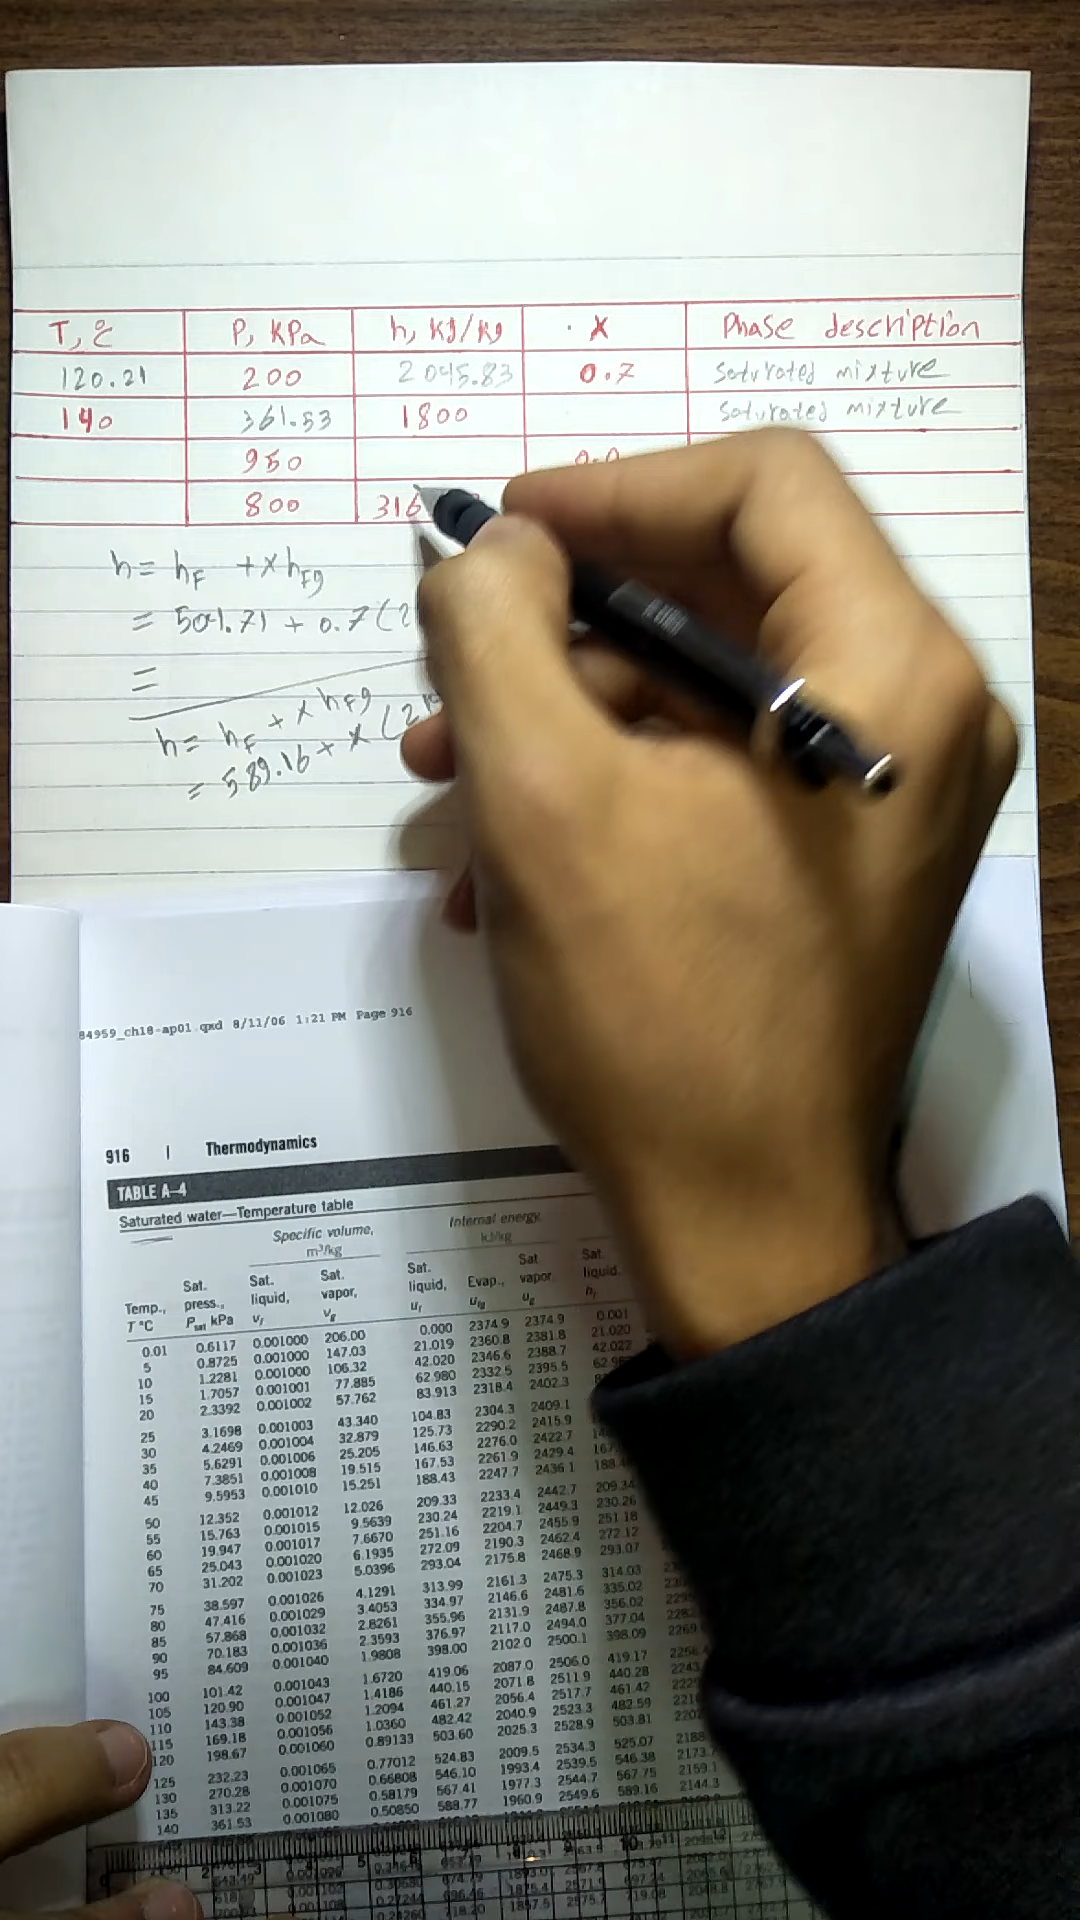 T, °C P, KPa h, KJ/Kg . X Phase description
120.21 200 2045.83 0.7 saturated mixture
140 361.53 1800 saturated mixture
950 0.0
800 316
h = hF + x hFg
= 504.71 + 0.7 (2
=
h = hF + x hFg
= 589.16 + x (21
84959_ch18-ap01.qxd 8/11/06 1:21 PM Page 916
916 | Thermodynamics
TABLE A–4
Saturated water—Temperature table
Specific volume, Internal energy,
m³/kg kJ/kg
Sat. Sat. Sat. Sat. Sat. Sat.
Temp., press., liquid, vapor, liquid, Evap., vapor, liquid,
T °C Psat kPa vf vg uf ufg ug hf
0.01 0.6117 0.001000 206.00 0.000 2374.9 2374.9 0.001
5 0.8725 0.001000 147.03 21.019 2360.8 2381.8 21.020
10 1.2281 0.001000 106.32 42.020 2346.6 2388.7 42.022
15 1.7057 0.001001 77.885 62.980 2332.5 2395.5
20 2.3392 0.001002 57.762 83.913 2318.4 2402.3
25 3.1698 0.001003 43.340 104.83 2304.3 2409.1
30 4.2469 0.001004 32.879 125.73 2290.2 2415.9
35 5.6291 0.001006 25.205 146.63 2276.0 2422.7
40 7.3851 0.001008 19.515 167.53 2261.9 2429.4
45 9.5953 0.001010 15.251 188.43 2247.7 2436.1
50 12.352 0.001012 12.026 209.33 2233.4 2442.7 209.34
55 15.763 0.001015 9.5639 230.24 2219.1 2449.3 230.26
60 19.947 0.001017 7.6670 251.16 2204.7 2455.9 251.18
65 25.043 0.001020 6.1935 272.09 2190.3 2462.4 272.12
70 31.202 0.001023 5.0396 293.04 2175.8 2468.9 293.07
75 38.597 0.001026 4.1291 313.99 2161.3 2475.3 314.03
80 47.416 0.001029 3.4053 334.97 2146.6 2481.6 335.02
85 57.868 0.001032 2.8261 355.96 2131.9 2487.8 356.02
90 70.183 0.001036 2.3593 376.97 2117.0 2494.0 377.04
95 84.609 0.001040 1.9808 398.00 2102.0 2500.1 398.09
100 101.42 0.001043 1.6720 419.06 2087.0 2506.0 419.17
105 120.90 0.001047 1.4186 440.15 2071.8 2511.9 440.28
110 143.38 0.001052 1.2094 461.27 2056.4 2517.7 461.42
115 169.18 0.001056 1.0360 482.42 2040.9 2523.3 482.59
120 198.67 0.001060 0.89133 503.60 2025.3 2528.9 503.81
125 232.23 0.001065 0.77012 524.83 2009.5 2534.3 525.07
130 270.28 0.001070 0.66808 546.10 1993.4 2539.5 546.38
135 313.22 0.001075 0.58179 567.41 1977.3 2544.7 567.75 2159.1
140 361.53 0.001080 0.50850 588.77 1960.9 2549.6 589.16 2144.3